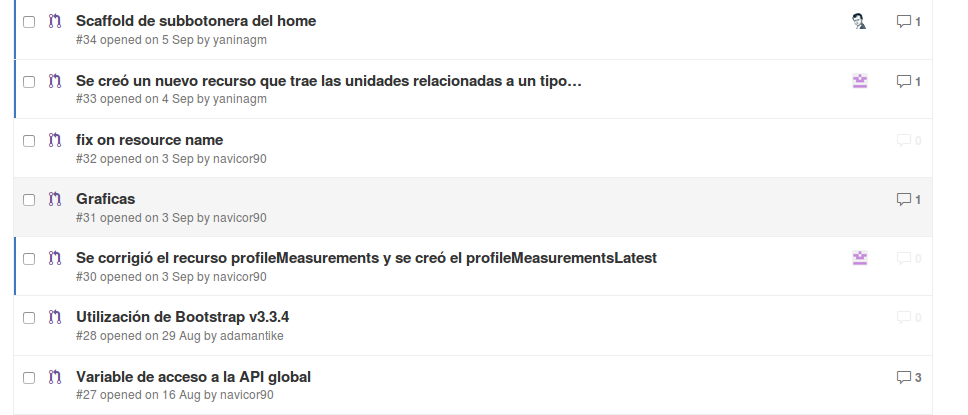 Scaffold de subbotonera del home
1
#34 opened on 5 Sep by yaninagm
Se creó un nuevo recurso que trae las unidades relacionadas a un tipo…
1
#33 opened on 4 Sep by yaninagm
fix on resource name
0
#32 opened on 3 Sep by navicor90
Graficas
1
#31 opened on 3 Sep by navicor90
Se corrigió el recurso profileMeasurements y se creó el profileMeasurementsLatest
0
#30 opened on 3 Sep by navicor90
Utilización de Bootstrap v3.3.4
0
#28 opened on 29 Aug by adamantike
Variable de acceso a la API global
3
#27 opened on 16 Aug by navicor90